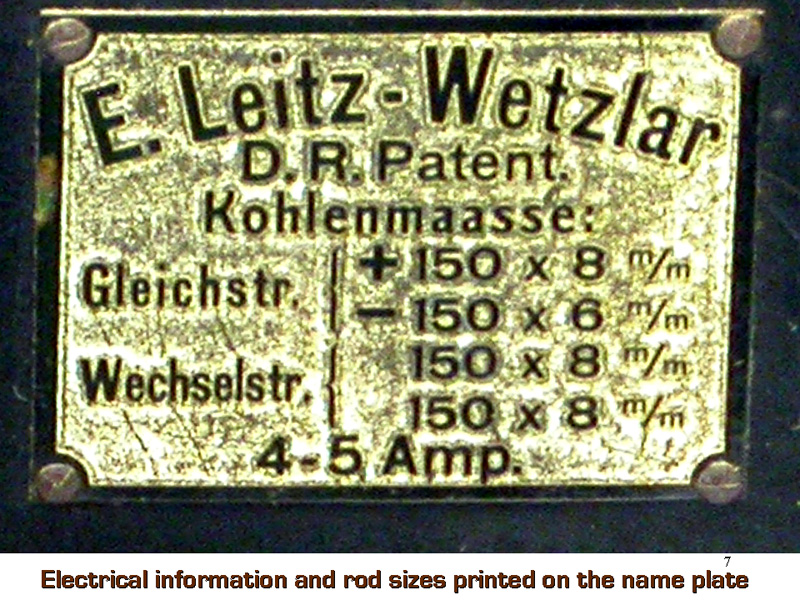 E. Leitz-Wetzlar
D. R. Patent.
Kohlenmaasse:
Gleichstr. + 150 x 8 m/m
− 150 x 6 m/m
Wechselstr. 150 x 8 m/m
150 x 8 m/m
4-5 Amp.
7
Electrical information and rod sizes printed on the name plate